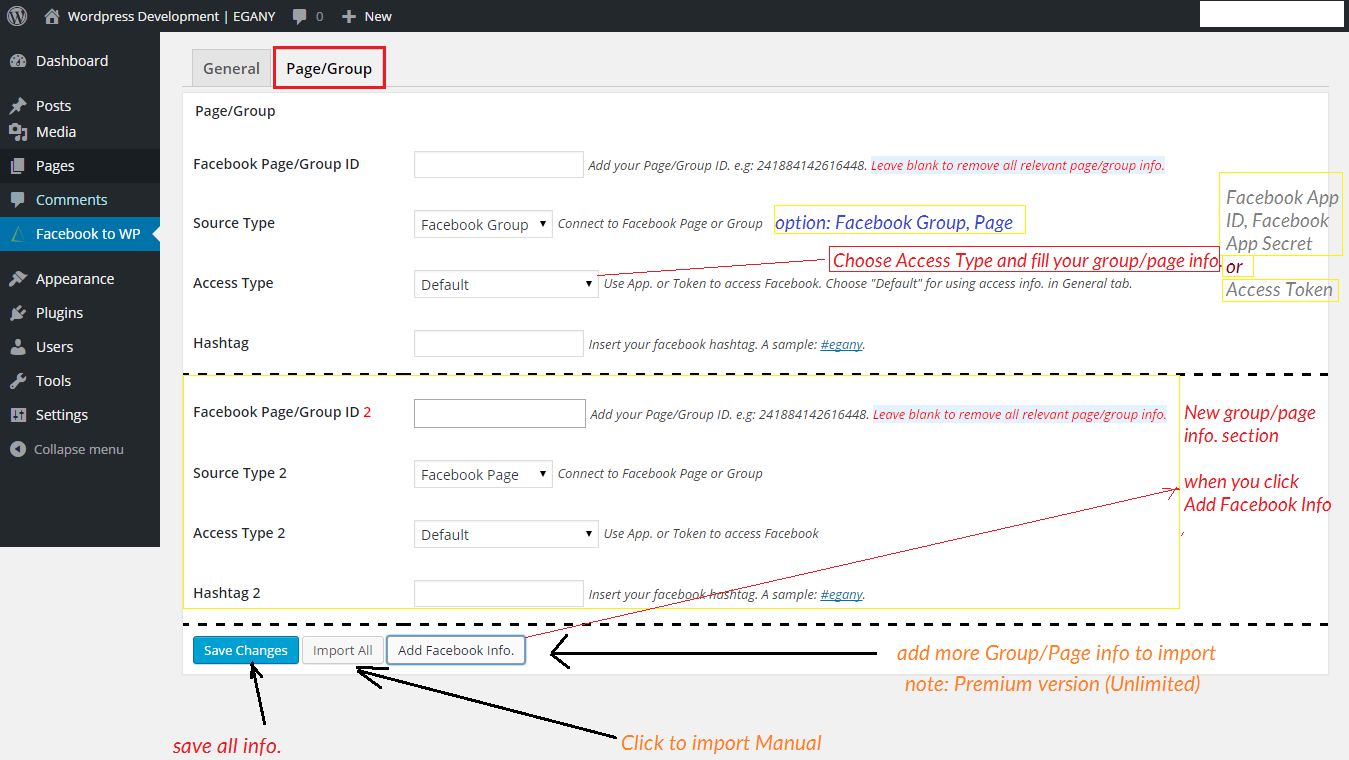 Wordpress Development | EGANY 0 New
Dashboard
Posts
Media
Pages
Comments
Facebook to WP
Appearance
Plugins
Users
Tools
Settings
Collapse menu
General Page/Group
Page/Group
Facebook Page/Group ID Add your Page/Group ID. e.g: 241884142616448. Leave blank to remove all relevant page/group info.
Source Type Facebook Group Connect to Facebook Page or Group option: Facebook Group, Page
Facebook App
ID, Facebook
App Secret
or
Access Token
Choose Access Type and fill your group/page info.
Access Type Default Use App. or Token to access Facebook. Choose "Default" for using access info. in General tab.
Hashtag Insert your facebook hashtag. A sample: #egany.
Facebook Page/Group ID 2 Add your Page/Group ID. e.g: 241884142616448. Leave blank to remove all relevant page/group info.
Source Type 2 Facebook Page Connect to Facebook Page or Group
Access Type 2 Default Use App. or Token to access Facebook
Hashtag 2 Insert your facebook hashtag. A sample: #egany.
New group/page
info. section
when you click
Add Facebook Info
Save Changes Import All Add Facebook Info.
add more Group/Page info to import
note: Premium version (Unlimited)
save all info.
Click to import Manual